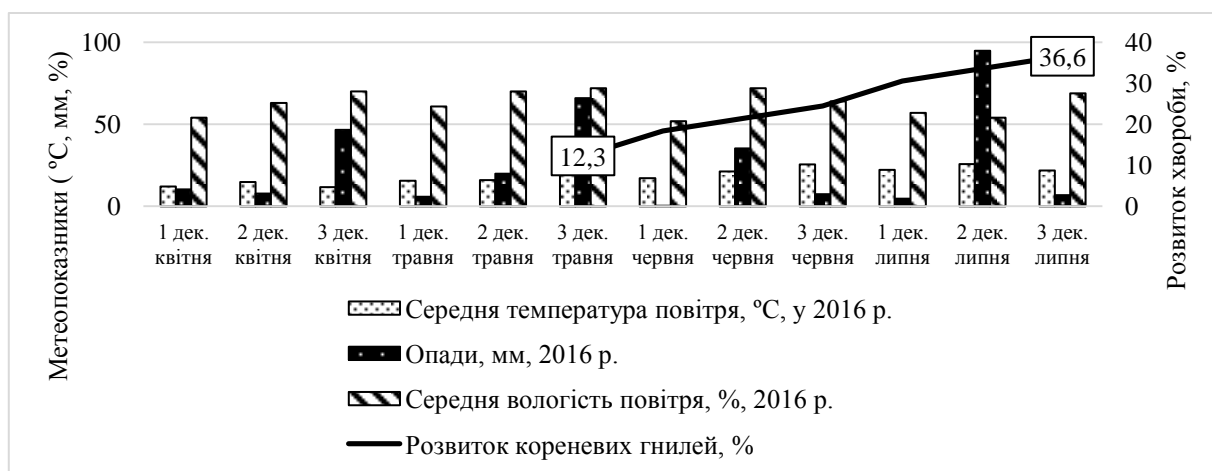 Метеопоказники ( ºС, мм, %)
100
50
0
12,3
36,6
40
30
20
10
0
Розвиток хвороби, %
1 дек. квітня
2 дек. квітня
3 дек. квітня
1 дек. травня
2 дек. травня
3 дек. травня
1 дек. червня
2 дек. червня
3 дек. червня
1 дек. липня
2 дек. липня
3 дек. липня
Середня температура повітря, ºС, у 2016 р.
Опади, мм, 2016 р.
Середня вологість повітря, %, 2016 р.
Розвиток кореневих гнилей, %